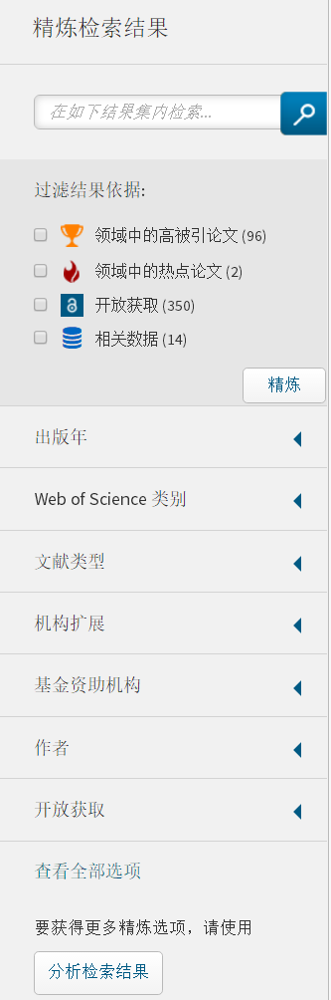 精炼检索结果
在如下结果集内检索...
过滤结果依据:
领域中的高被引论文 (96)
领域中的热点论文 (2)
开放获取 (350)
相关数据 (14)
精炼
出版年
Web of Science 类别
文献类型
机构扩展
基金资助机构
作者
开放获取
查看全部选项
要获得更多精炼选项，请使用
分析检索结果